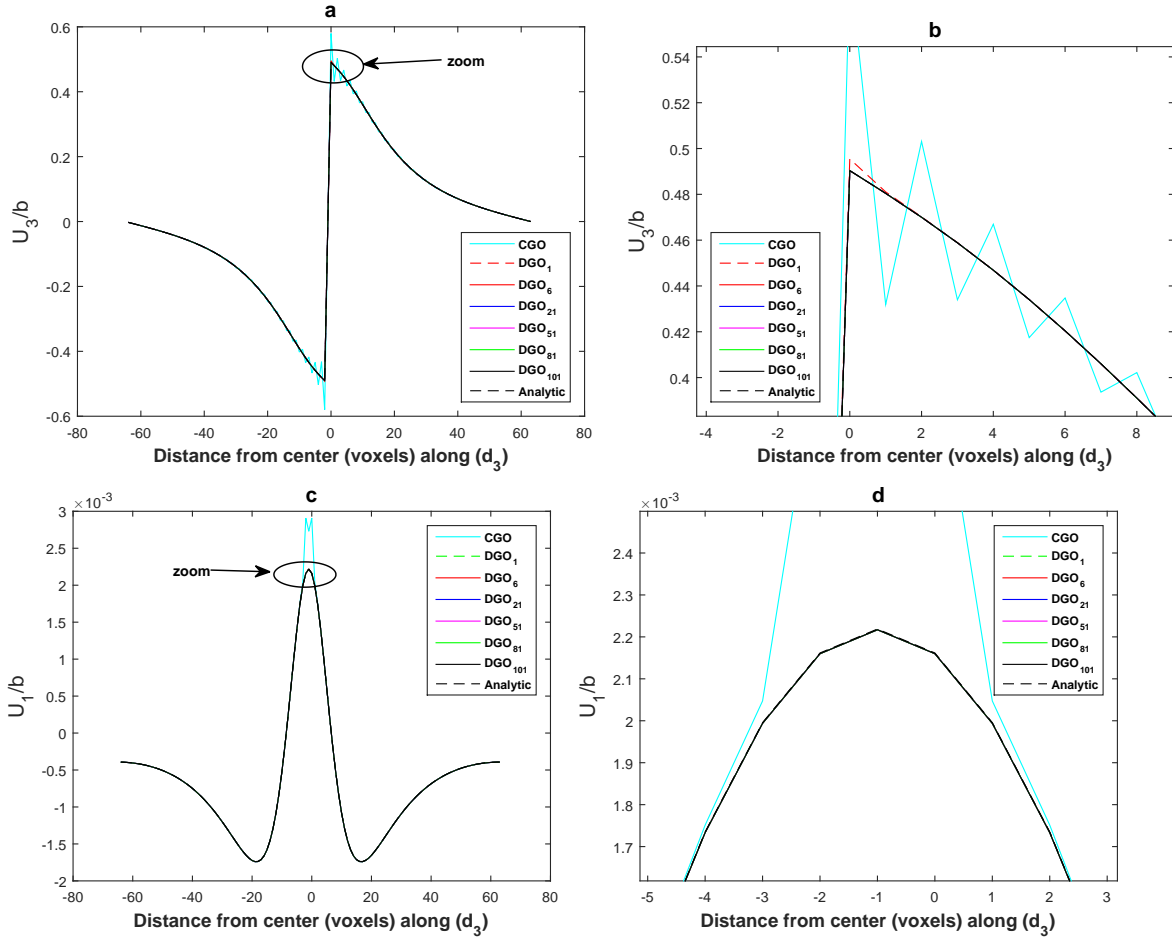 a
0.6
0.4
0.2
0
-0.2
-0.4
-0.6
U3/b
zoom
CGO
DGO1
DGO6
DGO21
DGO51
DGO81
DGO101
Analytic
-80 -60 -40 -20 0 20 40 60 80
Distance from center (voxels) along (d3)
b
0.54
0.52
0.5
0.48
0.46
0.44
0.42
0.4
U3/b
CGO
DGO1
DGO6
DGO21
DGO51
DGO81
DGO101
Analytic
-4 -2 0 2 4 6 8
Distance from center (voxels) along (d3)
c
×10-3
3
2.5
2
1.5
1
0.5
0
-0.5
-1
-1.5
-2
U1/b
zoom
CGO
DGO1
DGO6
DGO21
DGO51
DGO81
DGO101
Analytic
-80 -60 -40 -20 0 20 40 60 80
Distance from center (voxels) along (d3)
d
×10-3
2.4
2.3
2.2
2.1
2
1.9
1.8
1.7
U1/b
CGO
DGO1
DGO6
DGO21
DGO51
DGO81
DGO101
Analytic
-5 -4 -3 -2 -1 0 1 2 3
Distance from center (voxels) along (d3)